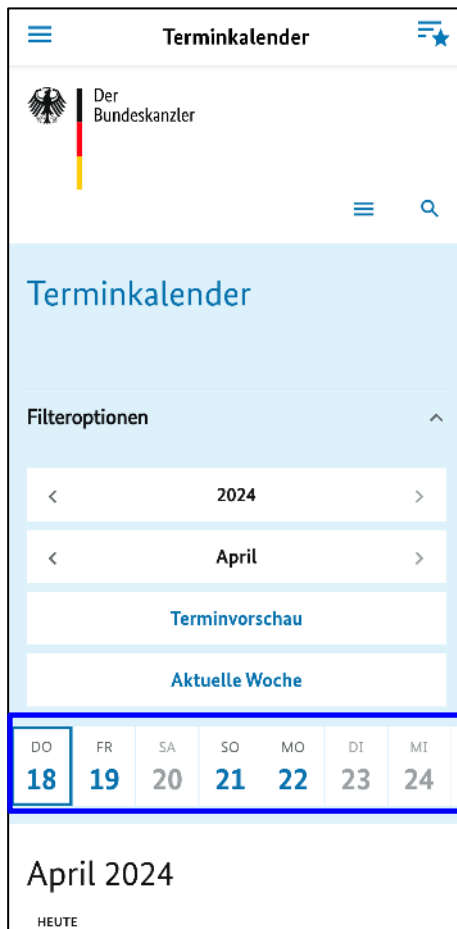 Terminkalender
Der
Bundeskanzler
Terminkalender
Filteroptionen
2024
April
Terminvorschau
Aktuelle Woche
DO FR SA SO MO DI MI
18 19 20 21 22 23 24
April 2024
HEUTE